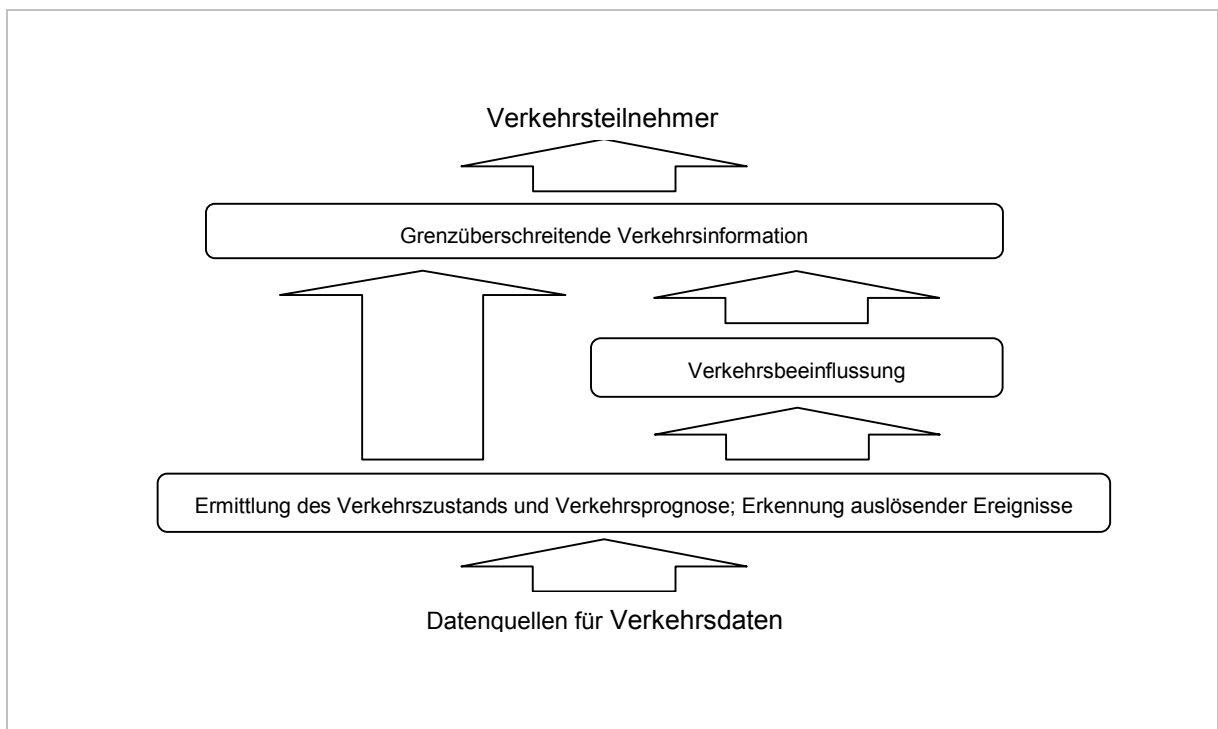 Verkehrsteilnehmer
Grenzüberschreitende Verkehrsinformation
Verkehrsbeeinflussung
Ermittlung des Verkehrszustands und Verkehrsprognose; Erkennung auslösender Ereignisse
Datenquellen für Verkehrsdaten